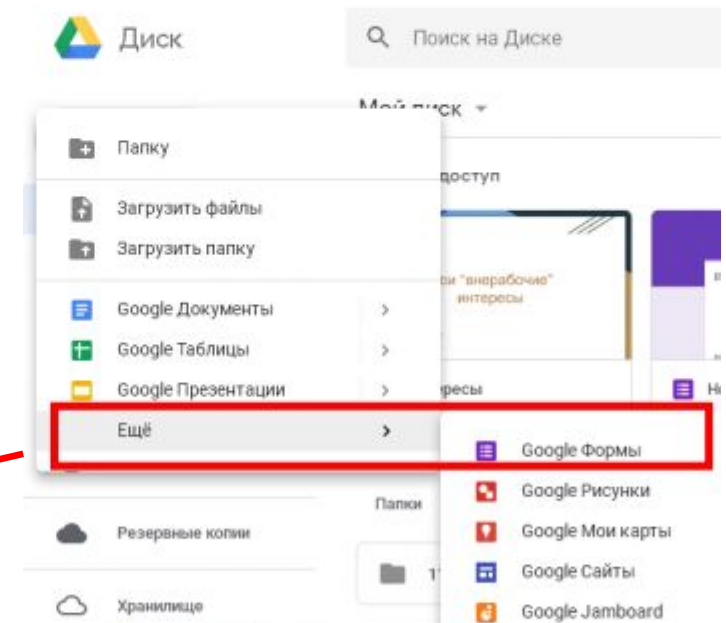 Диск
Поиск на Диске
Мой диск
Папку
доступ
Загрузить файлы
Загрузить папку
"внерабочие"
интересы
Google Документы
Google Таблицы
Google Презентации
ресы
Ещё
Google Формы
Google Рисунки
Папки
Google Мои карты
Резервные копии
Google Сайты
Хранилище
Google Jamboard